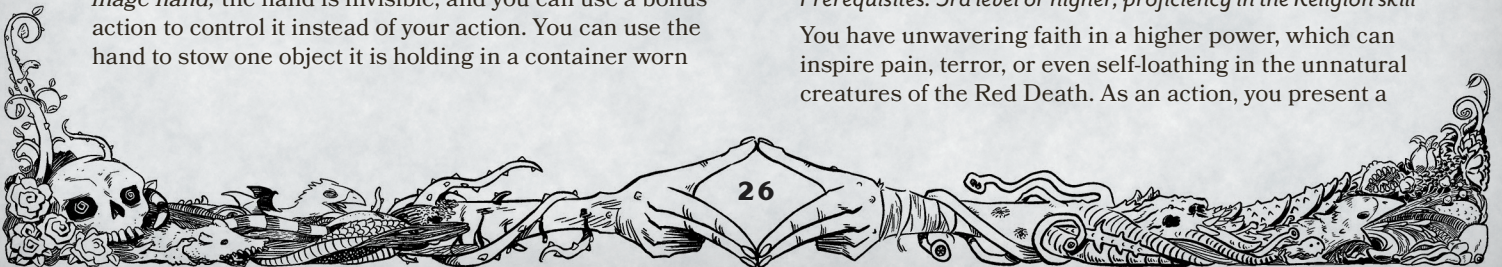 mage hand, the hand is invisible, and you can use a bonus
action to control it instead of your action. You can use the
hand to stow one object it is holding in a container worn
Prerequisites: 3rd level or higher, proficiency in the Religion skill
You have unwavering faith in a higher power, which can
inspire pain, terror, or even self-loathing in the unnatural
creatures of the Red Death. As an action, you present a
26